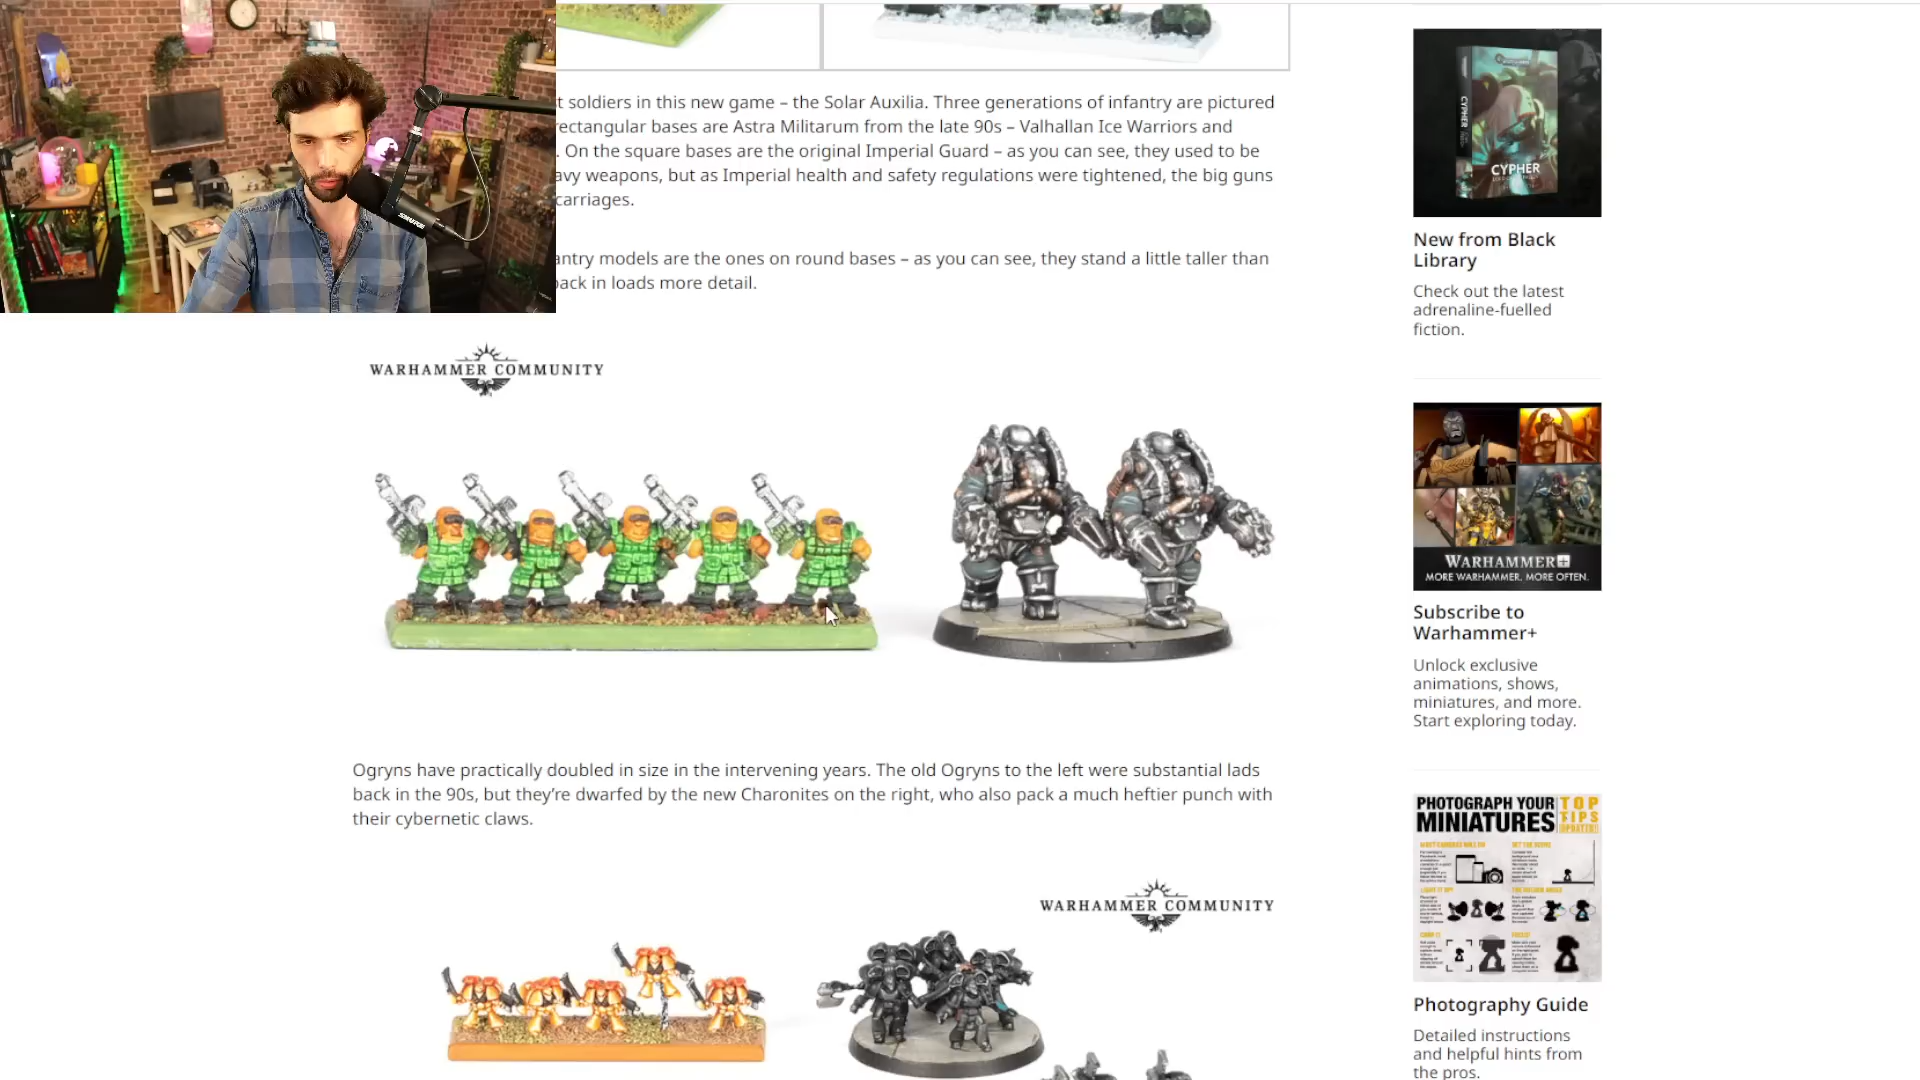 t soldiers in this new game – the Solar Auxilia. Three generations of infantry are pictured
rectangular bases are Astra Militarum from the late 90s – Valhallan Ice Warriors and
. On the square bases are the original Imperial Guard – as you can see, they used to be
avy weapons, but as Imperial health and safety regulations were tightened, the big guns
carriages.
antry models are the ones on round bases – as you can see, they stand a little taller than
back in loads more detail.
WARHAMMER COMMUNITY
Ogryns have practically doubled in size in the intervening years. The old Ogryns to the left were substantial lads
back in the 90s, but they’re dwarfed by the new Charonites on the right, who also pack a much heftier punch with
their cybernetic claws.
WARHAMMER COMMUNITY
SHURE
CYPHER
CYPHER
New from Black
Library
Check out the latest
adrenaline-fuelled
fiction.
WARHAMMER+
MORE WARHAMMER. MORE OFTEN.
Subscribe to
Warhammer+
Unlock exclusive
animations, shows,
miniatures, and more.
Start exploring today.
PHOTOGRAPH YOUR
MINIATURES
TOP
TIPS
Photography Guide
Detailed instructions
and helpful hints from
the pros.